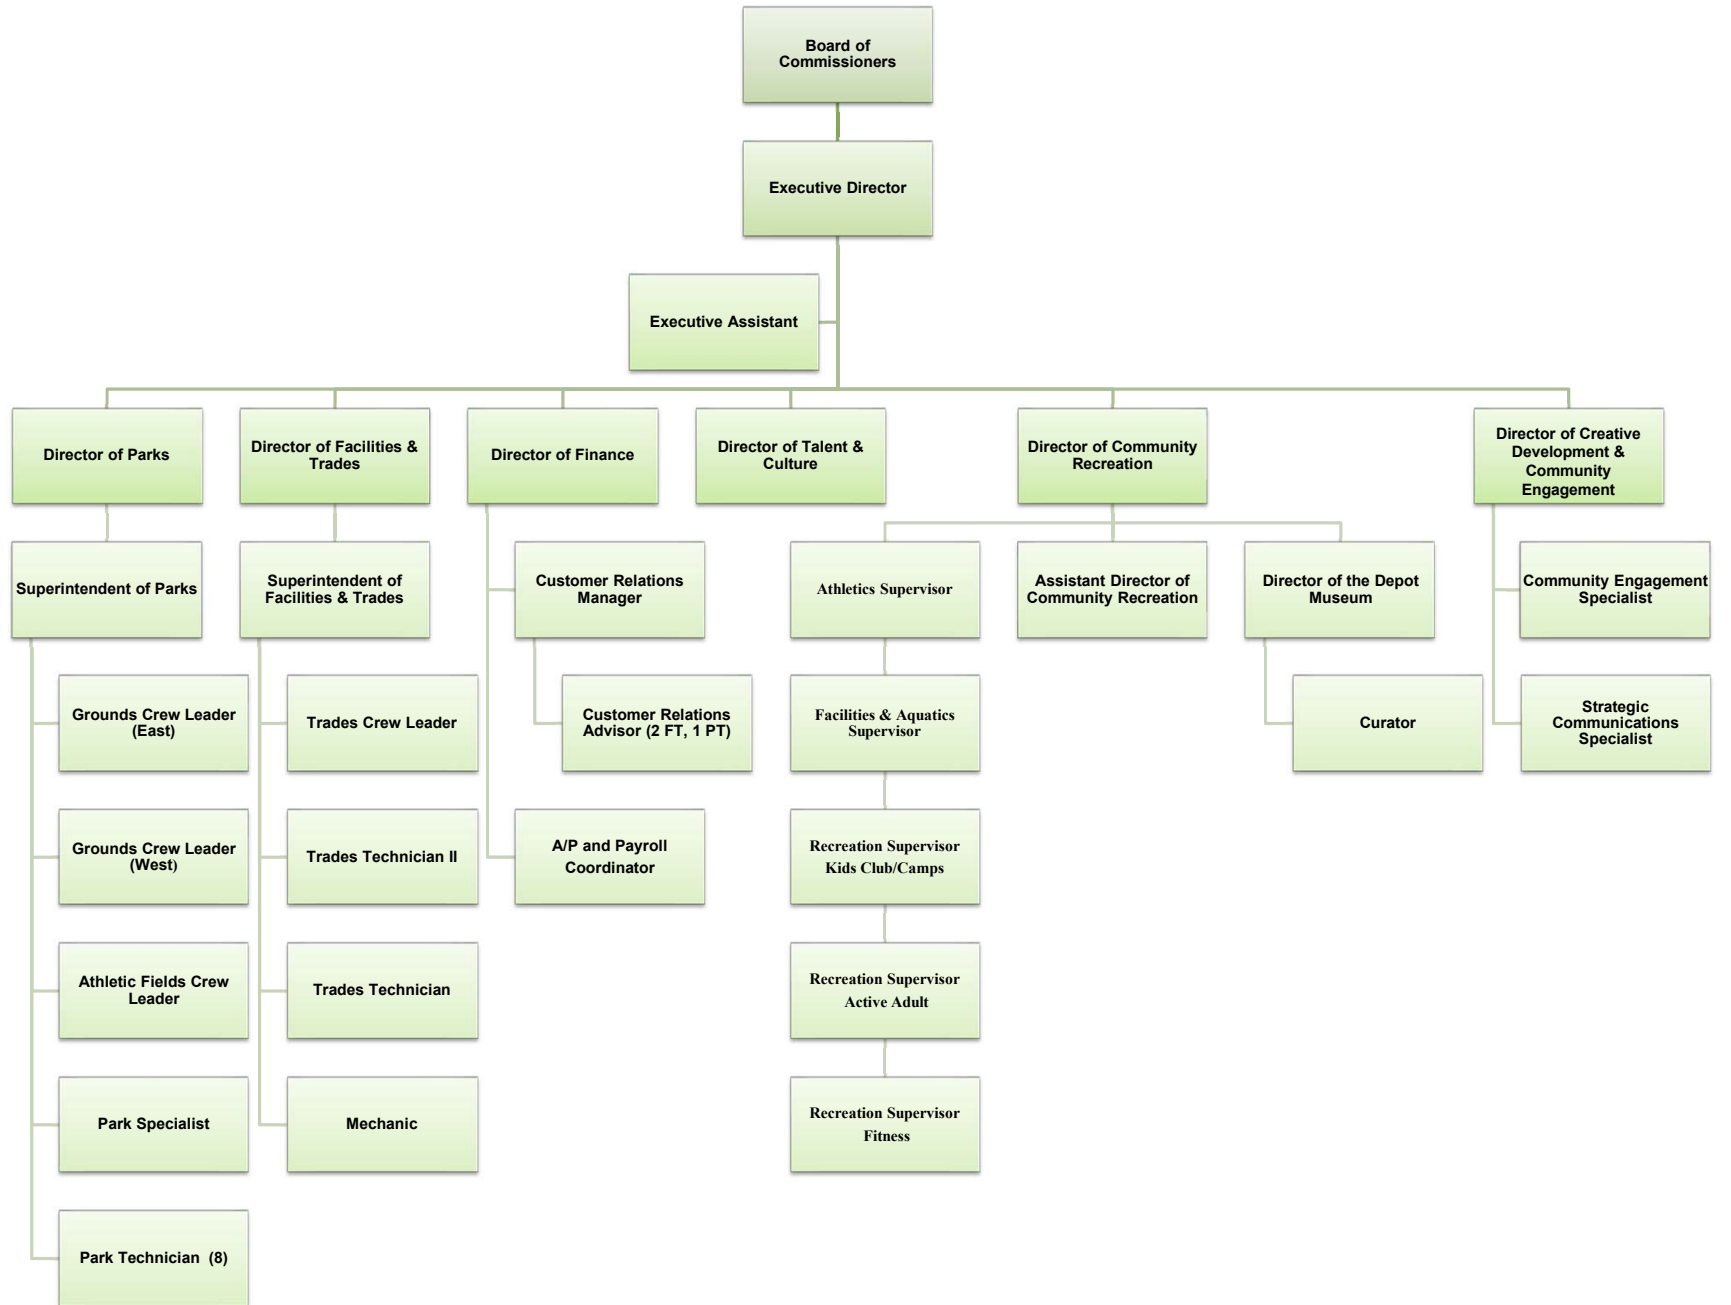 Board of
Commissioners
Executive Director
Executive Assistant
Director of Parks
Director of Facilities &
Trades
Director of Finance
Director of Talent &
Culture
Director of Community
Recreation
Director of Creative
Development &
Community
Engagement
Superintendent of Parks
Superintendent of
Facilities & Trades
Customer Relations
Manager
Athletics Supervisor
Assistant Director of
Community Recreation
Director of the Depot
Museum
Community Engagement
Specialist
Grounds Crew Leader
(East)
Trades Crew Leader
Customer Relations
Advisor (2 FT, 1 PT)
Facilities & Aquatics
Supervisor
Curator
Strategic
Communications
Specialist
Grounds Crew Leader
(West)
Trades Technician II
A/P and Payroll
Coordinator
Recreation Supervisor
Kids Club/Camps
Athletic Fields Crew
Leader
Trades Technician
Recreation Supervisor
Active Adult
Park Specialist
Mechanic
Recreation Supervisor
Fitness
Park Technician (8)